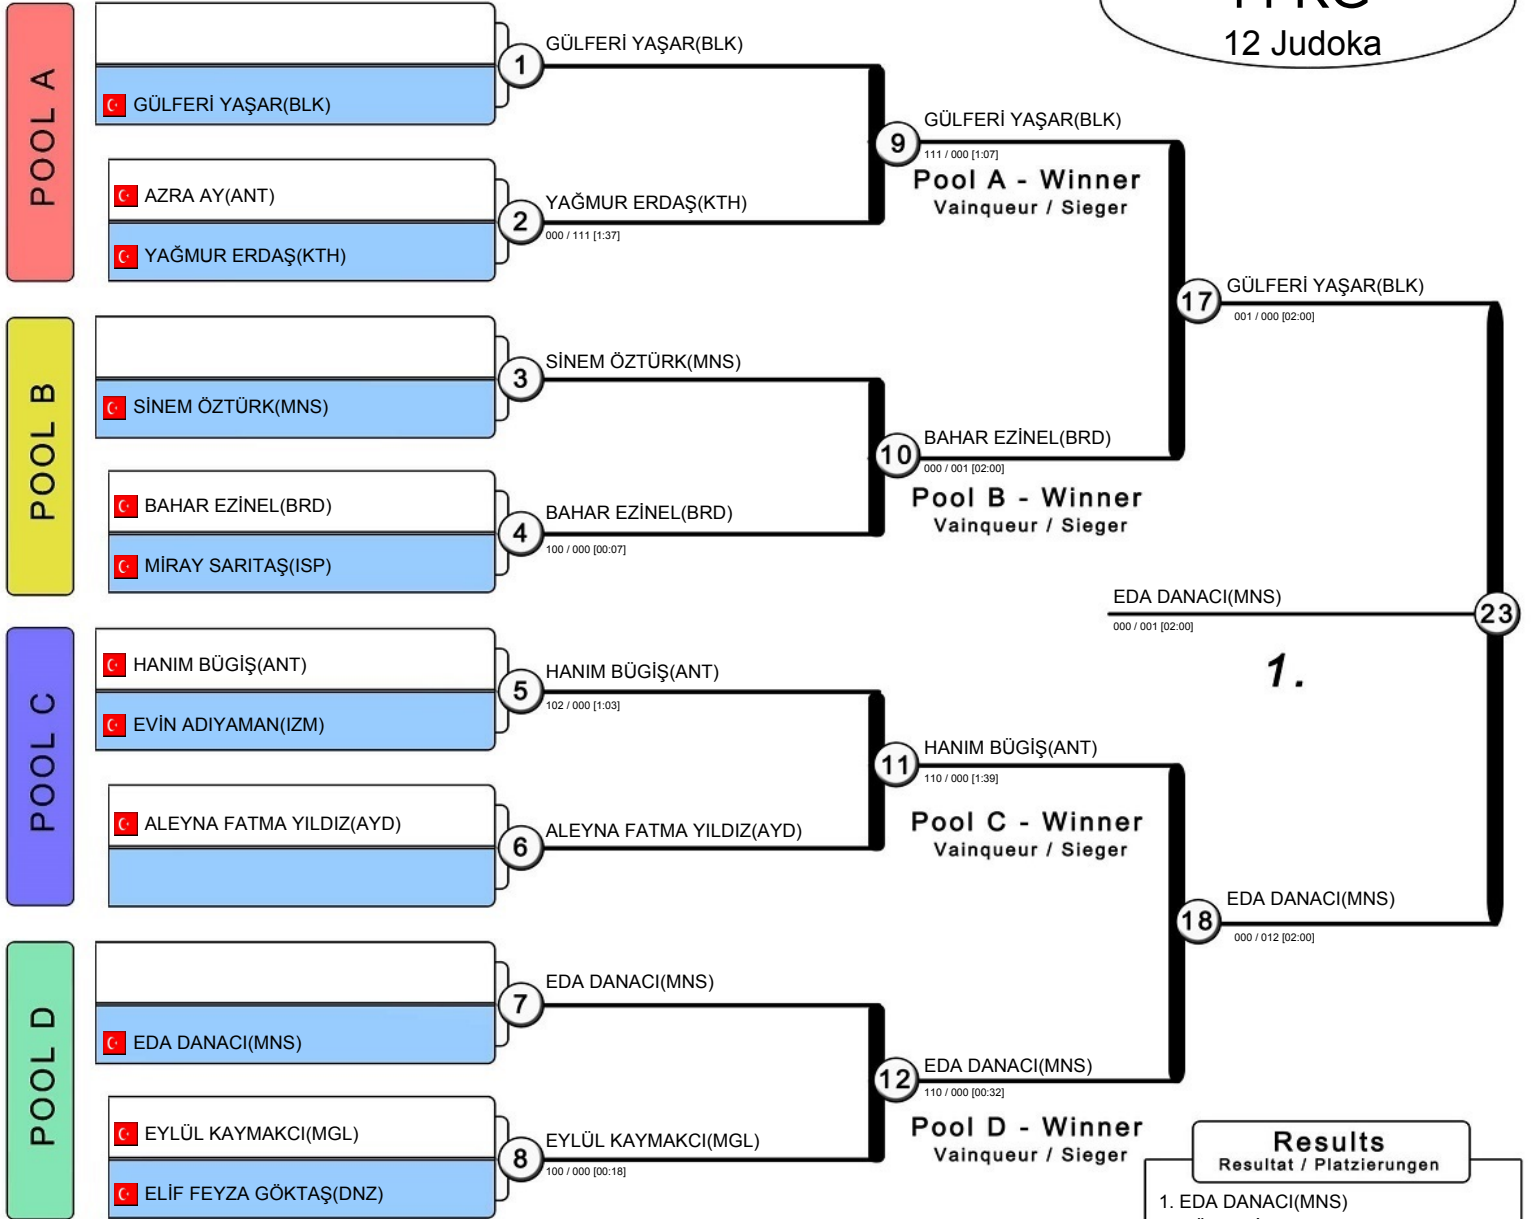 12 Judoka
POOL A
GÜLFERİ YAŞAR(BLK)
AZRA AY(ANT)
YAĞMUR ERDAŞ(KTH)
1
GÜLFERİ YAŞAR(BLK)
2
YAĞMUR ERDAŞ(KTH)
000 / 111 [1:37]
9
GÜLFERİ YAŞAR(BLK)
111 / 000 [1:07]
Pool A - Winner
Vainqueur / Sieger
POOL B
SİNEM ÖZTÜRK(MNS)
BAHAR EZİNEL(BRD)
MİRAY SARITAŞ(ISP)
3
SİNEM ÖZTÜRK(MNS)
4
BAHAR EZİNEL(BRD)
100 / 000 [00:07]
10
BAHAR EZİNEL(BRD)
000 / 001 [02:00]
Pool B - Winner
Vainqueur / Sieger
17
GÜLFERİ YAŞAR(BLK)
001 / 000 [02:00]
POOL C
HANIM BÜGİŞ(ANT)
EVİN ADIYAMAN(IZM)
ALEYNA FATMA YILDIZ(AYD)
5
HANIM BÜGİŞ(ANT)
102 / 000 [1:03]
6
ALEYNA FATMA YILDIZ(AYD)
11
HANIM BÜGİŞ(ANT)
110 / 000 [1:39]
Pool C - Winner
Vainqueur / Sieger
POOL D
EDA DANACI(MNS)
EYLÜL KAYMAKCI(MGL)
ELİF FEYZA GÖKTAŞ(DNZ)
7
EDA DANACI(MNS)
8
EYLÜL KAYMAKCI(MGL)
100 / 000 [00:18]
12
EDA DANACI(MNS)
110 / 000 [00:32]
Pool D - Winner
Vainqueur / Sieger
18
EDA DANACI(MNS)
000 / 012 [02:00]
EDA DANACI(MNS)
23
000 / 001 [02:00]
1.
Results
Resultat / Platzierungen
1. EDA DANACI(MNS)